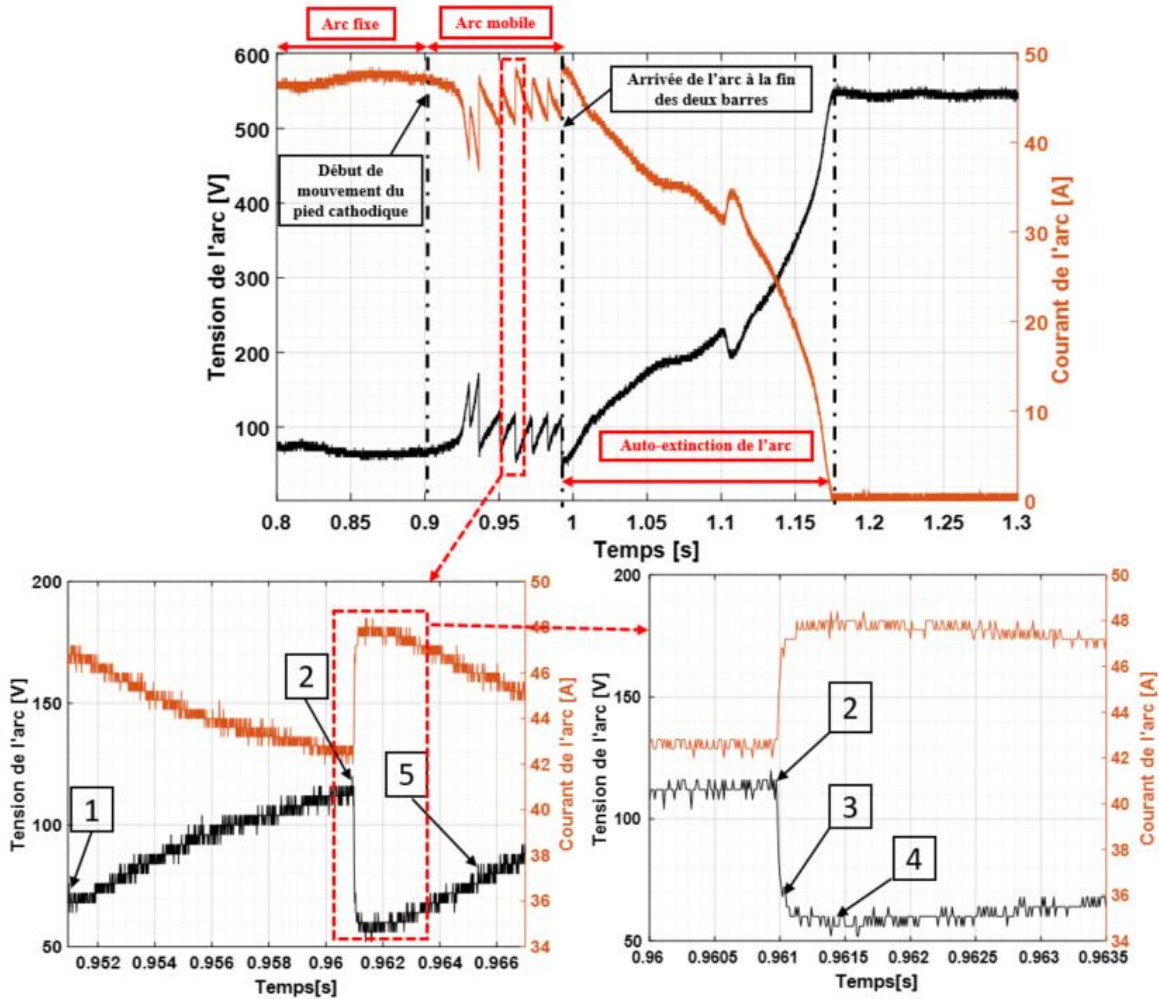 Arc fixe
Arc mobile
600
500
400
300
200
100
Tension de l'arc [V]
50
40
30
20
10
0
Courant de l'arc [A]
Arrivée de l'arc à la fin
des deux barres
Début de
mouvement du
pied cathodique
Auto-extinction de l'arc
0.8 0.85 0.9 0.95 1 1.05 1.1 1.15 1.2 1.25 1.3
Temps [s]
200
150
100
50
Tension de l'arc [V]
50
48
46
44
42
40
38
36
34
Courant de l'arc [A]
1
2
5
0.952 0.954 0.956 0.958 0.96 0.962 0.964 0.966
Temps[s]
200
150
100
50
Tension de l'arc [V]
50
48
46
44
42
40
38
36
34
Courant de l'arc [A]
2
3
4
0.96 0.9605 0.961 0.9615 0.962 0.9625 0.963 0.9635
Temps[s]